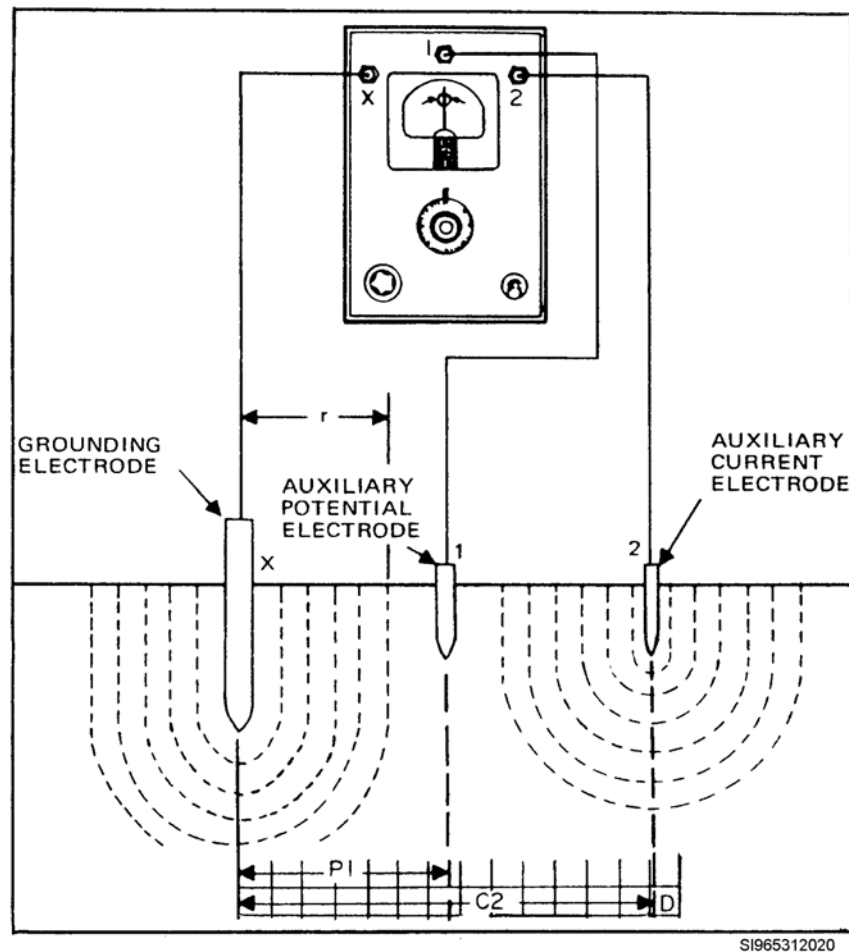 1
X
2
r
GROUNDING
ELECTRODE
AUXILIARY
POTENTIAL
ELECTRODE
AUXILIARY
CURRENT
ELECTRODE
X
1
2
P1
C2
D
SI965312020